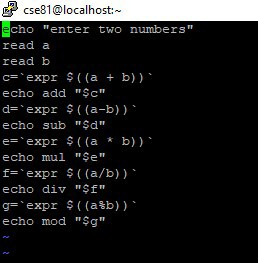 cse81@localhost:~
echo "enter two numbers"
read a
read b
c=`expr $((a + b))`
echo add "$c"
d=`expr $((a-b))`
echo sub "$d"
e=`expr $((a * b))`
echo mul "$e"
f=`expr $((a/b))`
echo div "$f"
g=`expr $((a%b))`
echo mod "$g"
~
~